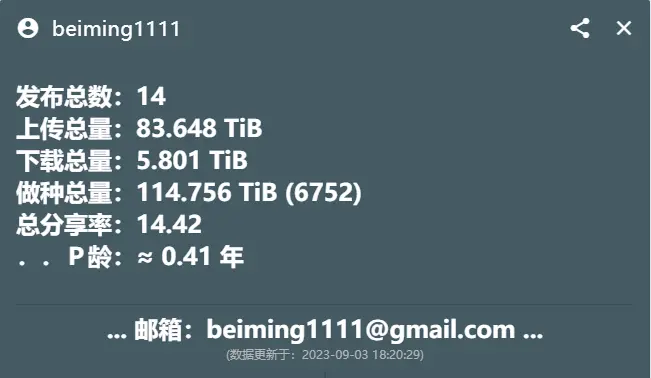 beiming1111
发布总数：14
上传总量：83.648 TiB
下载总量：5.801 TiB
做种总量：114.756 TiB (6752)
总分享率：14.42
．．P龄：≈ 0.41 年
... 邮箱：beiming1111@gmail.com ...
(数据更新于：2023-09-03 18:20:29)